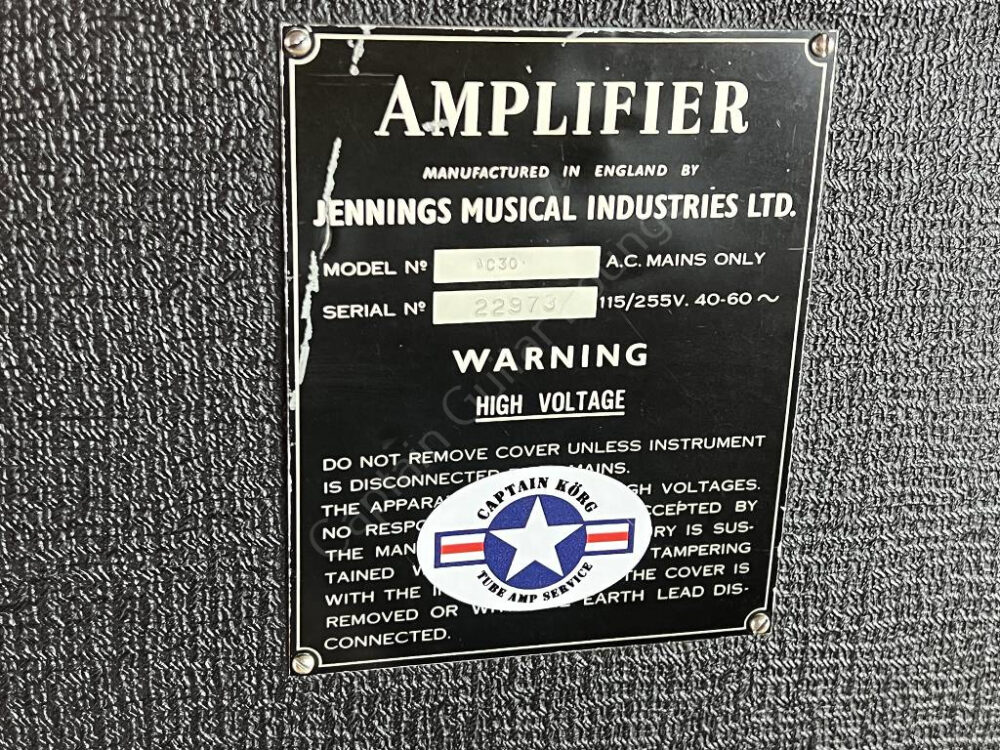 AMPLIFIER
MANUFACTURED IN ENGLAND BY
JENNINGS MUSICAL INDUSTRIES LTD.
MODEL Nº AC30 A.C. MAINS ONLY
SERIAL Nº 22973 115/255V. 40-60 ~
WARNING
HIGH VOLTAGE
DO NOT REMOVE COVER UNLESS INSTRUMENT
IS DISCONNECTED MAINS.
THE APPARA GH VOLTAGES.
NO RESPO CCEPTED BY
THE MAN RY IS SUS-
TAINED W TAMPERING
WITH THE I THE COVER IS
REMOVED OR W EARTH LEAD DIS-
CONNECTED.
CAPTAIN KÖRG
TUBE AMP SERVICE
Captain Guitar Lounge